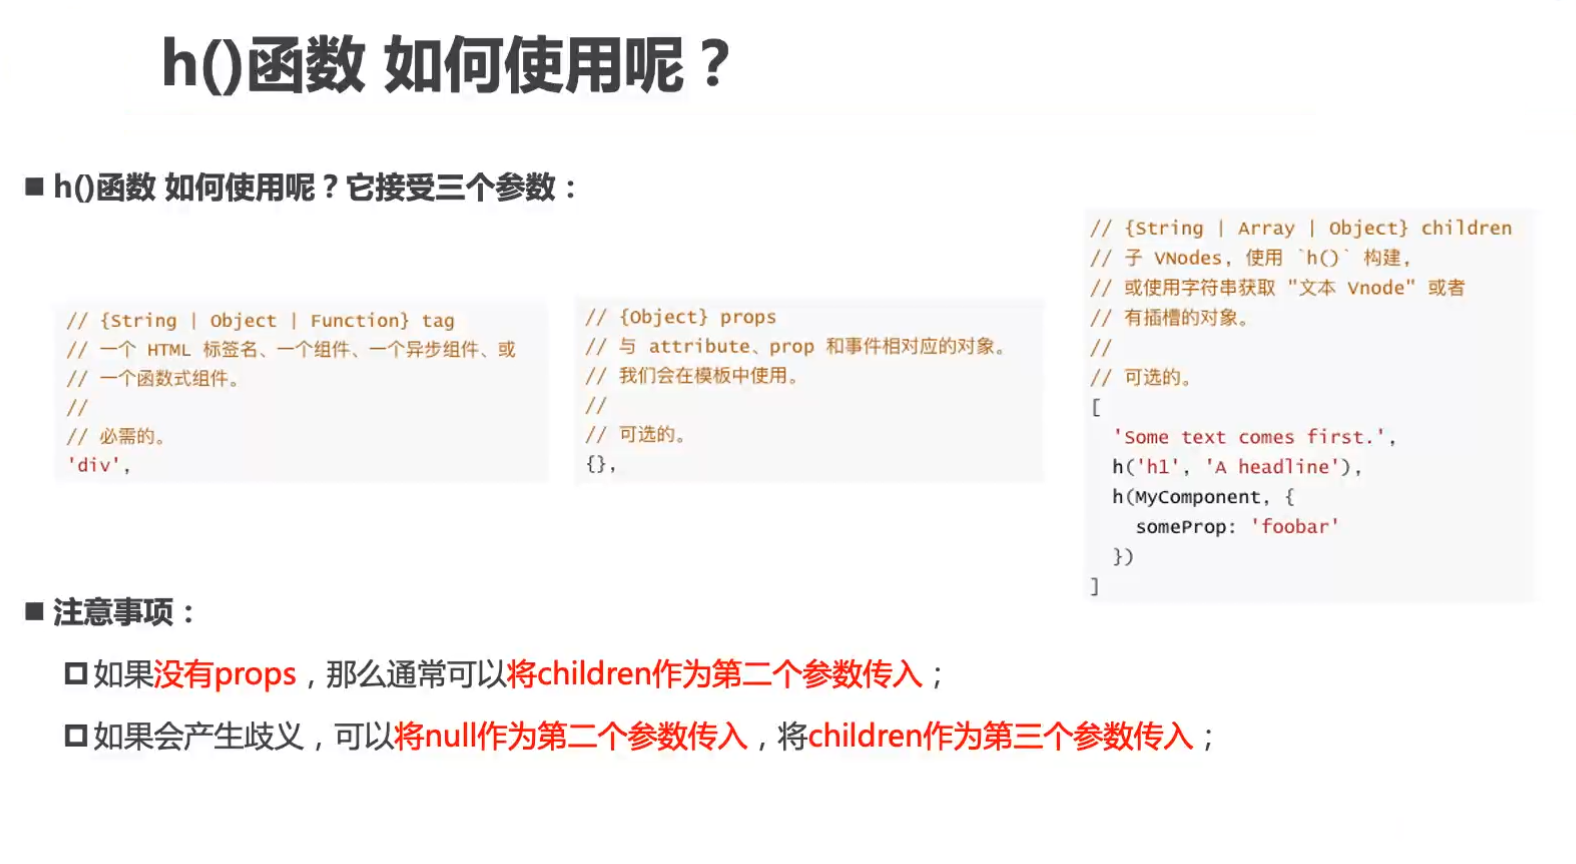 h()函数 如何使用呢？
■ h()函数 如何使用呢？它接受三个参数：
// {String | Object | Function} tag
// 一个 HTML 标签名、一个组件、一个异步组件、或
// 一个函数式组件。
//
// 必需的。
'div',
// {Object} props
// 与 attribute、prop 和事件相对应的对象。
// 我们会在模板中使用。
//
// 可选的。
{},
// {String | Array | Object} children
// 子 VNodes, 使用 `h()` 构建,
// 或使用字符串获取 "文本 Vnode" 或者
// 有插槽的对象。
//
// 可选的。
[
'Some text comes first.',
h('h1', 'A headline'),
h(MyComponent, {
someProp: 'foobar'
})
]
■ 注意事项：
如果没有props，那么通常可以将children作为第二个参数传入；
如果会产生歧义，可以将null作为第二个参数传入，将children作为第三个参数传入；